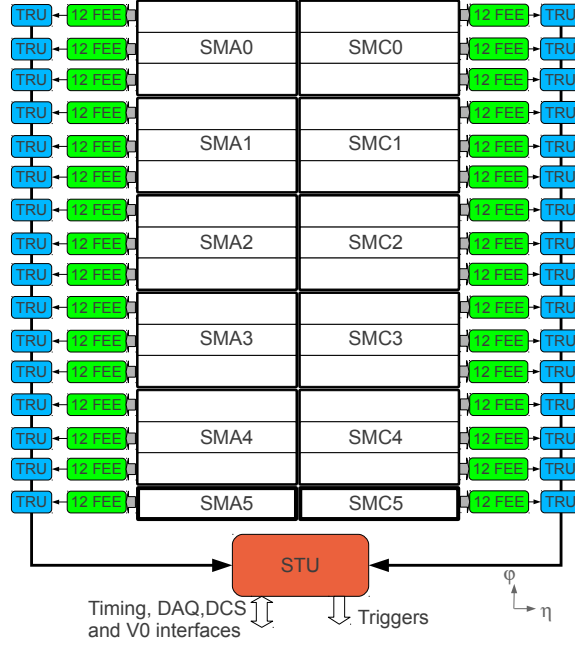 TRU 12 FEE 12 FEE TRU
TRU 12 FEE SMA0 SMC0 12 FEE TRU
TRU 12 FEE 12 FEE TRU
TRU 12 FEE 12 FEE TRU
TRU 12 FEE SMA1 SMC1 12 FEE TRU
TRU 12 FEE 12 FEE TRU
TRU 12 FEE 12 FEE TRU
TRU 12 FEE SMA2 SMC2 12 FEE TRU
TRU 12 FEE 12 FEE TRU
TRU 12 FEE 12 FEE TRU
TRU 12 FEE SMA3 SMC3 12 FEE TRU
TRU 12 FEE 12 FEE TRU
TRU 12 FEE 12 FEE TRU
TRU 12 FEE SMA4 SMC4 12 FEE TRU
TRU 12 FEE 12 FEE TRU
TRU 12 FEE SMA5 SMC5 12 FEE TRU
STU
φ
η
Timing, DAQ,DCS
and V0 interfaces
Triggers